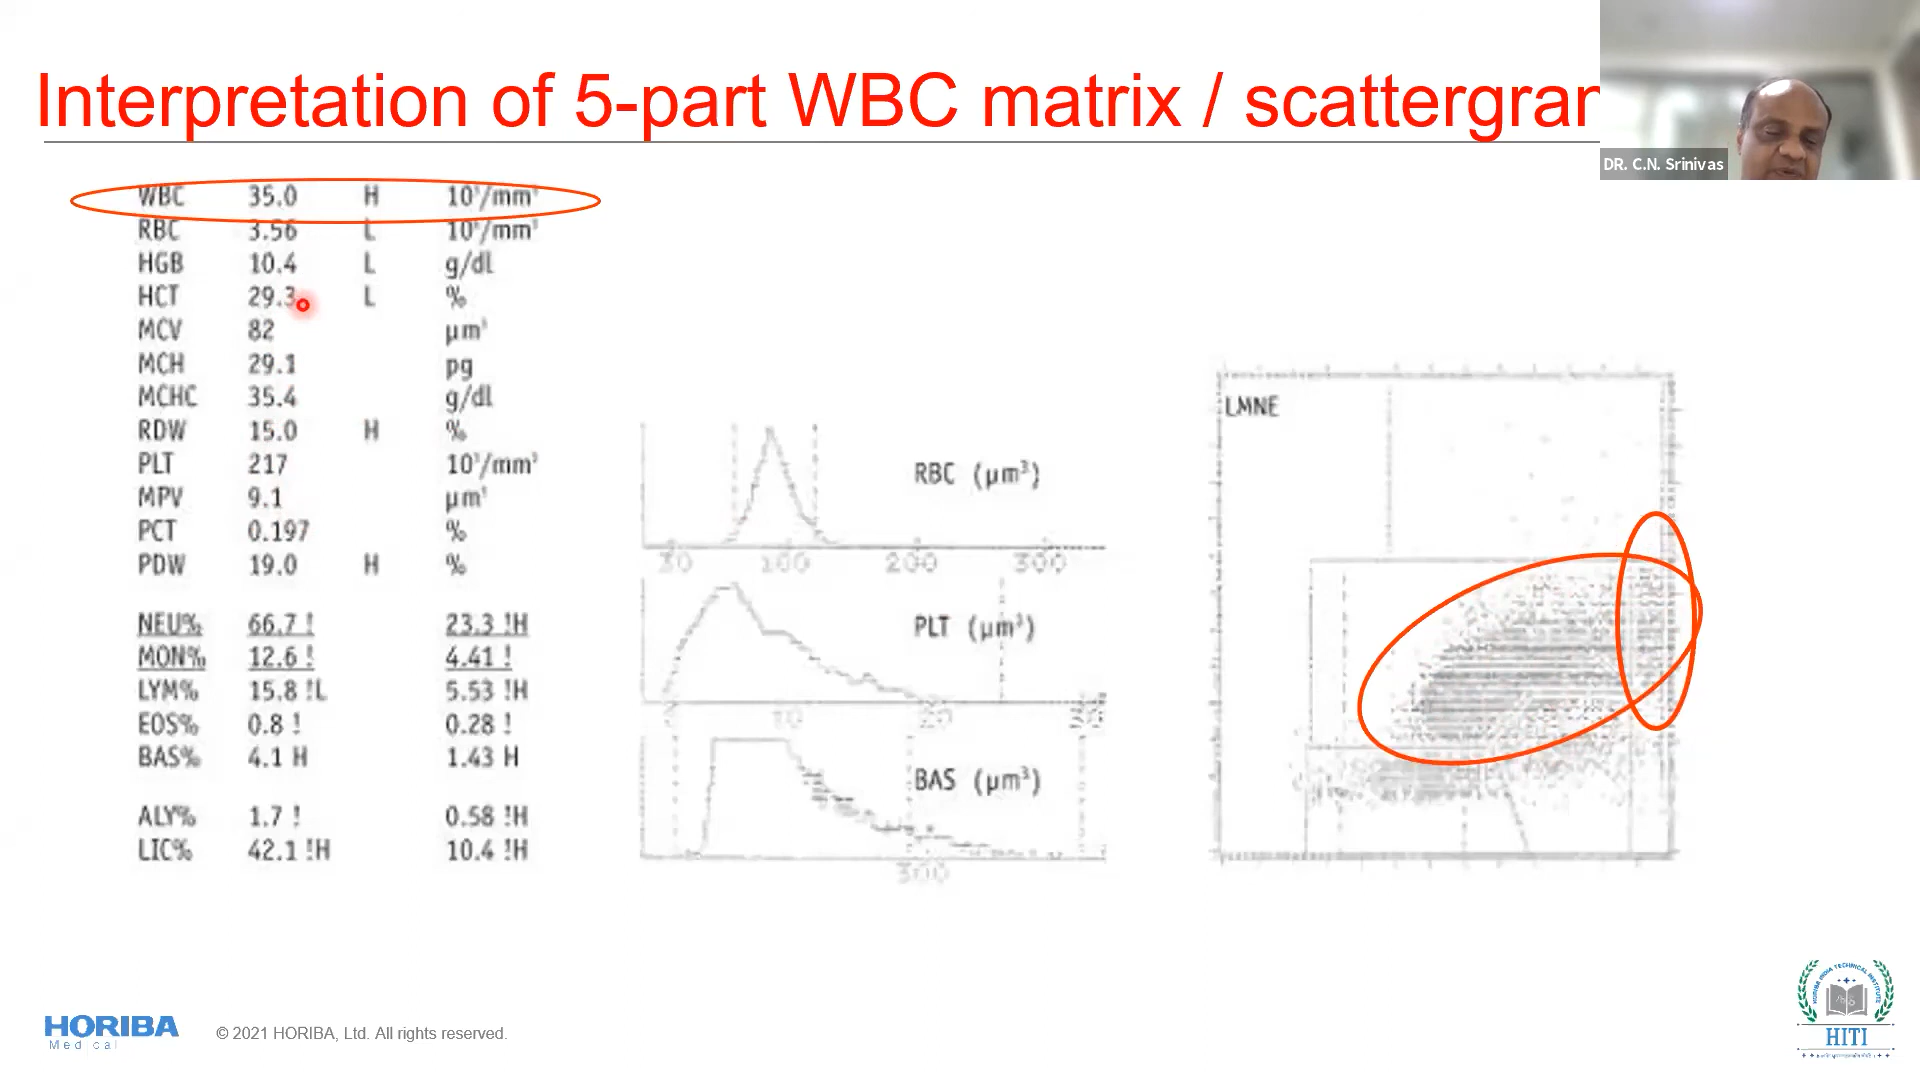 Interpretation of 5-part WBC matrix / scattergram
DR. C.N. Srinivas
WBC 35.0 H 10³/mm³
RBC 3.56 L 10⁶/mm³
HGB 10.4 L g/dl
HCT 29.3 L %
MCV 82 µm³
MCH 29.1 pg
MCHC 35.4 g/dl
RDW 15.0 H %
PLT 217 10³/mm³
MPV 9.1 µm³
PCT 0.197 %
PDW 19.0 H %
NEU% 66.7 ! 23.3 !H
MON% 12.6 ! 4.41 !
LYM% 15.8 !L 5.53 !H
EOS% 0.8 ! 0.28 !
BAS% 4.1 H 1.43 H
ALY% 1.7 ! 0.58 !H
LIC% 42.1 !H 10.4 !H
RBC (µm³)
30 100 200 300
PLT (µm³)
10 20
BAS (µm³)
300
LMNE
HORIBA
Medical
© 2021 HORIBA, Ltd. All rights reserved.
HORIBA INDIA TECHNICAL INSTITUTE
HITI